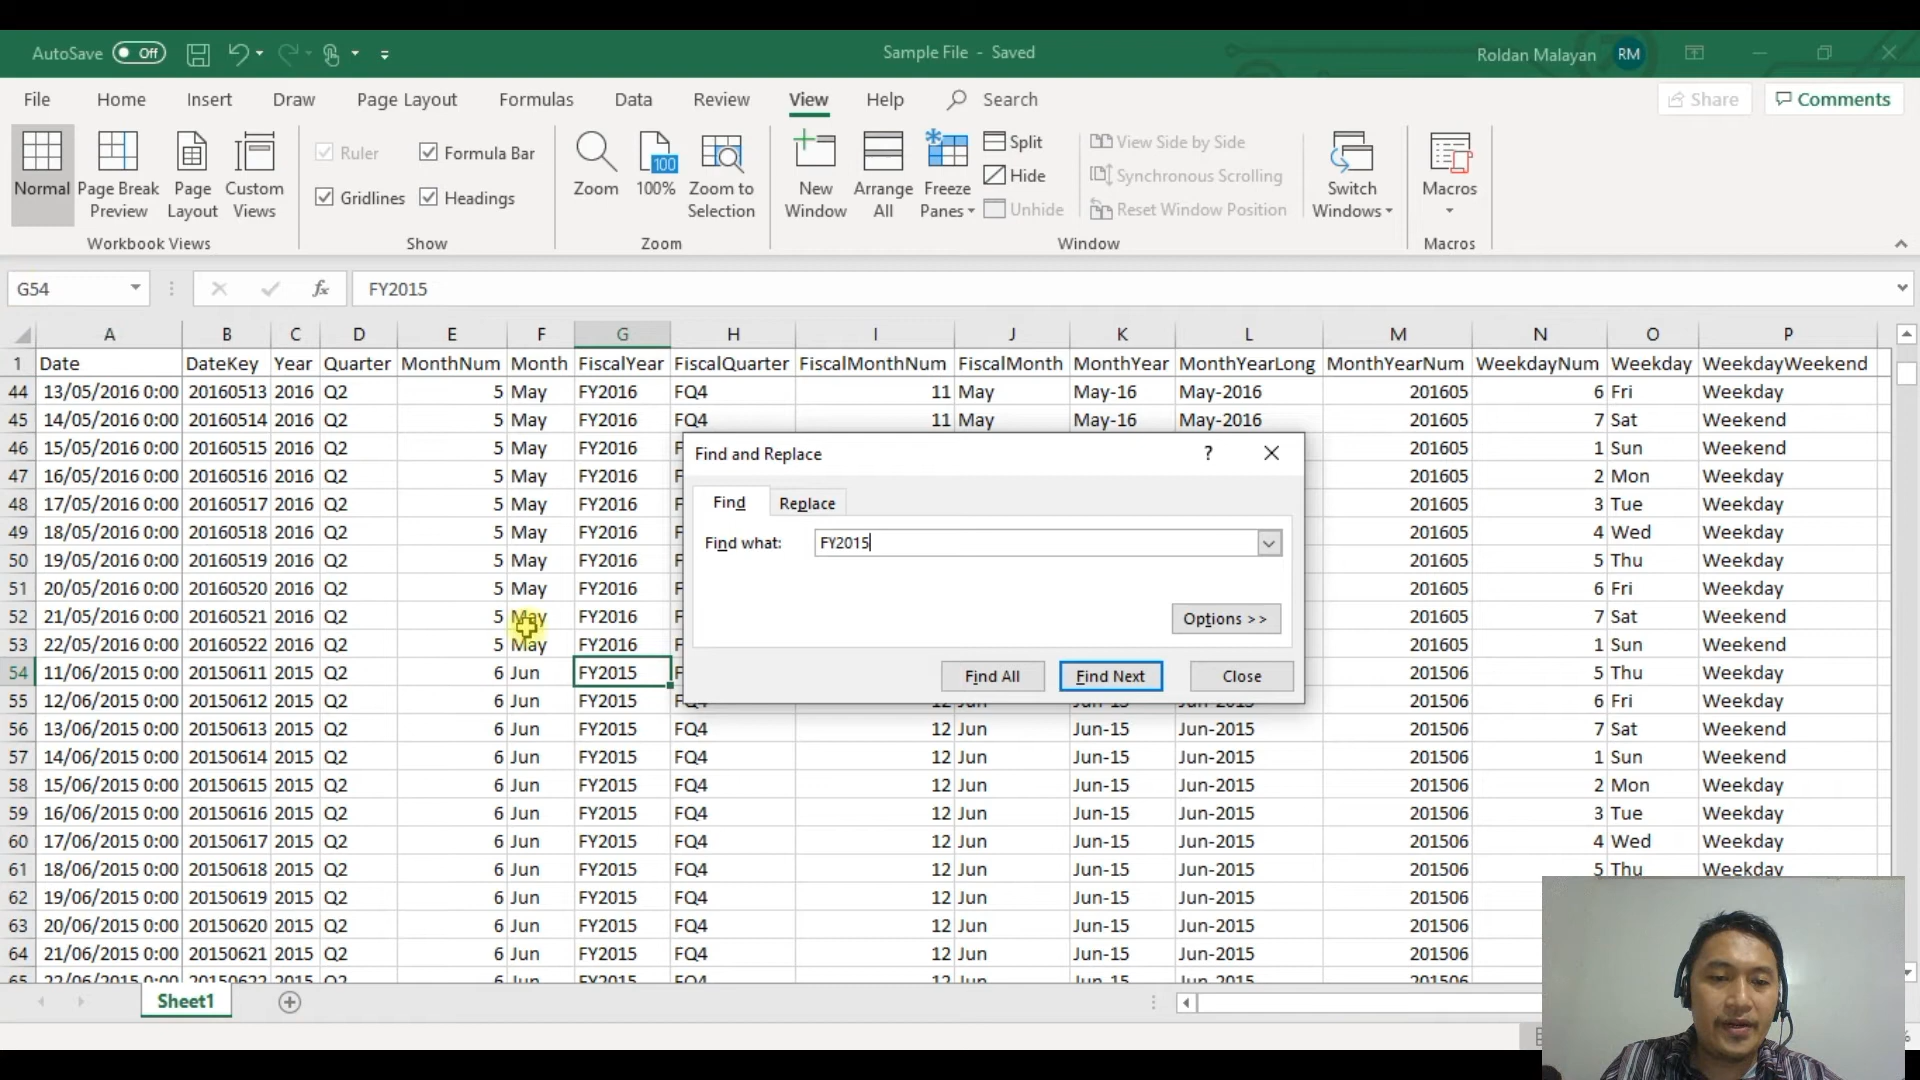 AutoSave Off Sample File - Saved Roldan Malayan RM
File Home Insert Draw Page Layout Formulas Data Review View Help Search Share Comments
Normal Page Break Preview Page Layout Custom Views Workbook Views
Ruler Formula Bar
Gridlines Headings
Show
Zoom 100 100% Zoom to Selection Zoom
New Window Arrange All Freeze Panes Split Hide Unhide
View Side by Side
Synchronous Scrolling
Reset Window Position
Switch Windows
Window
Macros
Macros
G54 fx FY2015
A B C D E F G H I J K L M N O P
1 Date DateKey Year Quarter MonthNum Month FiscalYear FiscalQuarter FiscalMonthNum FiscalMonth MonthYear MonthYearLong MonthYearNum WeekdayNum Weekday WeekdayWeekend
44 13/05/2016 0:00 20160513 2016 Q2 5 May FY2016 FQ4 11 May May-16 May-2016 201605 6 Fri Weekday
45 14/05/2016 0:00 20160514 2016 Q2 5 May FY2016 FQ4 11 May May-16 May-2016 201605 7 Sat Weekend
46 15/05/2016 0:00 20160515 2016 Q2 5 May FY2016 201605 1 Sun Weekend
47 16/05/2016 0:00 20160516 2016 Q2 5 May FY2016 201605 2 Mon Weekday
48 17/05/2016 0:00 20160517 2016 Q2 5 May FY2016 201605 3 Tue Weekday
49 18/05/2016 0:00 20160518 2016 Q2 5 May FY2016 201605 4 Wed Weekday
50 19/05/2016 0:00 20160519 2016 Q2 5 May FY2016 201605 5 Thu Weekday
51 20/05/2016 0:00 20160520 2016 Q2 5 May FY2016 201605 6 Fri Weekday
52 21/05/2016 0:00 20160521 2016 Q2 5 May FY2016 201605 7 Sat Weekend
53 22/05/2016 0:00 20160522 2016 Q2 5 May FY2016 201605 1 Sun Weekend
54 11/06/2015 0:00 20150611 2015 Q2 6 Jun FY2015 201506 5 Thu Weekday
55 12/06/2015 0:00 20150612 2015 Q2 6 Jun FY2015 201506 6 Fri Weekday
56 13/06/2015 0:00 20150613 2015 Q2 6 Jun FY2015 FQ4 12 Jun Jun-15 Jun-2015 201506 7 Sat Weekend
57 14/06/2015 0:00 20150614 2015 Q2 6 Jun FY2015 FQ4 12 Jun Jun-15 Jun-2015 201506 1 Sun Weekend
58 15/06/2015 0:00 20150615 2015 Q2 6 Jun FY2015 FQ4 12 Jun Jun-15 Jun-2015 201506 2 Mon Weekday
59 16/06/2015 0:00 20150616 2015 Q2 6 Jun FY2015 FQ4 12 Jun Jun-15 Jun-2015 201506 3 Tue Weekday
60 17/06/2015 0:00 20150617 2015 Q2 6 Jun FY2015 FQ4 12 Jun Jun-15 Jun-2015 201506 4 Wed Weekday
61 18/06/2015 0:00 20150618 2015 Q2 6 Jun FY2015 FQ4 12 Jun Jun-15 Jun-2015 201506 5 Thu Weekday
62 19/06/2015 0:00 20150619 2015 Q2 6 Jun FY2015 FQ4 12 Jun Jun-15 Jun-2015 201506
63 20/06/2015 0:00 20150620 2015 Q2 6 Jun FY2015 FQ4 12 Jun Jun-15 Jun-2015 201506
64 21/06/2015 0:00 20150621 2015 Q2 6 Jun FY2015 FQ4 12 Jun Jun-15 Jun-2015 201506
Find and Replace ?
Find Replace
Find what: FY2015
Options >>
Find All Find Next Close
Sheet1